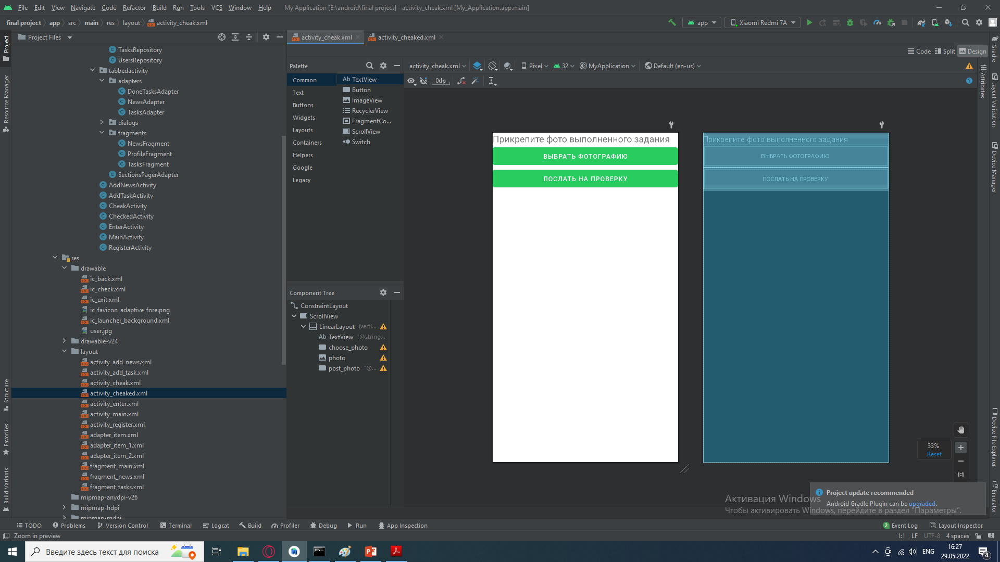 File Edit View Navigate Code Refactor Build Run Tools VCS Window Help My Application [E:\android\final project] - activity_cheak.xml [My_Application.app.main]
final project app src main res layout activity_cheak.xml
app Xiaomi Redmi 7A
Project Files
activity_cheak.xml activity_cheaked.xml
Code Split Design
Project
Resource Manager
Structure
Favorites
Build Variants
TasksRepository
UsersRepository
tabbedactivity
adapters
DoneTasksAdapter
NewsAdapter
TasksAdapter
dialogs
fragments
NewsFragment
ProfileFragment
TasksFragment
SectionsPagerAdapter
AddNewsActivity
AddTaskActivity
CheakActivity
CheckedActivity
EnterActivity
MainActivity
RegisterActivity
res
drawable
ic_back.xml
ic_check.xml
ic_exit.xml
ic_favicon_adaptive_fore.png
ic_launcher_background.xml
user.jpg
drawable-v24
layout
activity_add_news.xml
activity_add_task.xml
activity_cheak.xml
activity_cheaked.xml
activity_enter.xml
activity_main.xml
activity_register.xml
adapter_item.xml
adapter_item_1.xml
adapter_item_2.xml
fragment_main.xml
fragment_news.xml
fragment_tasks.xml
mipmap-anydpi-v26
mipmap-hdpi
mipmap-mdpi
Palette
Common
Text
Buttons
Widgets
Layouts
Containers
Helpers
Google
Legacy
Ab TextView
Button
ImageView
RecyclerView
FragmentCo...
ScrollView
Switch
Component Tree
ConstraintLayout
ScrollView
LinearLayout (verti...
Ab TextView "@string...
choose_photo
photo
post_photo "@...
activity_cheak.xml Pixel 32 MyApplication Default (en-us)
0dp
Прикрепите фото выполненного задания
ВЫБРАТЬ ФОТОГРАФИЮ
ПОСЛАТЬ НА ПРОВЕРКУ
Прикрепите фото выполненного задания
ВЫБРАТЬ ФОТОГРАФИЮ
ПОСЛАТЬ НА ПРОВЕРКУ
33%
Reset
1:1
Gradle
Attributes
Layout Validation
Device Manager
Device File Explorer
Emulator
Project update recommended
Android Gradle Plugin can be upgraded.
Активация Windows
Чтобы активировать Windows, перейдите в раздел "Параметры".
TODO Problems Version Control Terminal Logcat Build Profiler Debug Run App Inspection 2 Event Log Layout Inspector
Zoom in preview 1:1 LF UTF-8 4 spaces
Введите здесь текст для поиска
ENG
16:27
29.05.2022
4